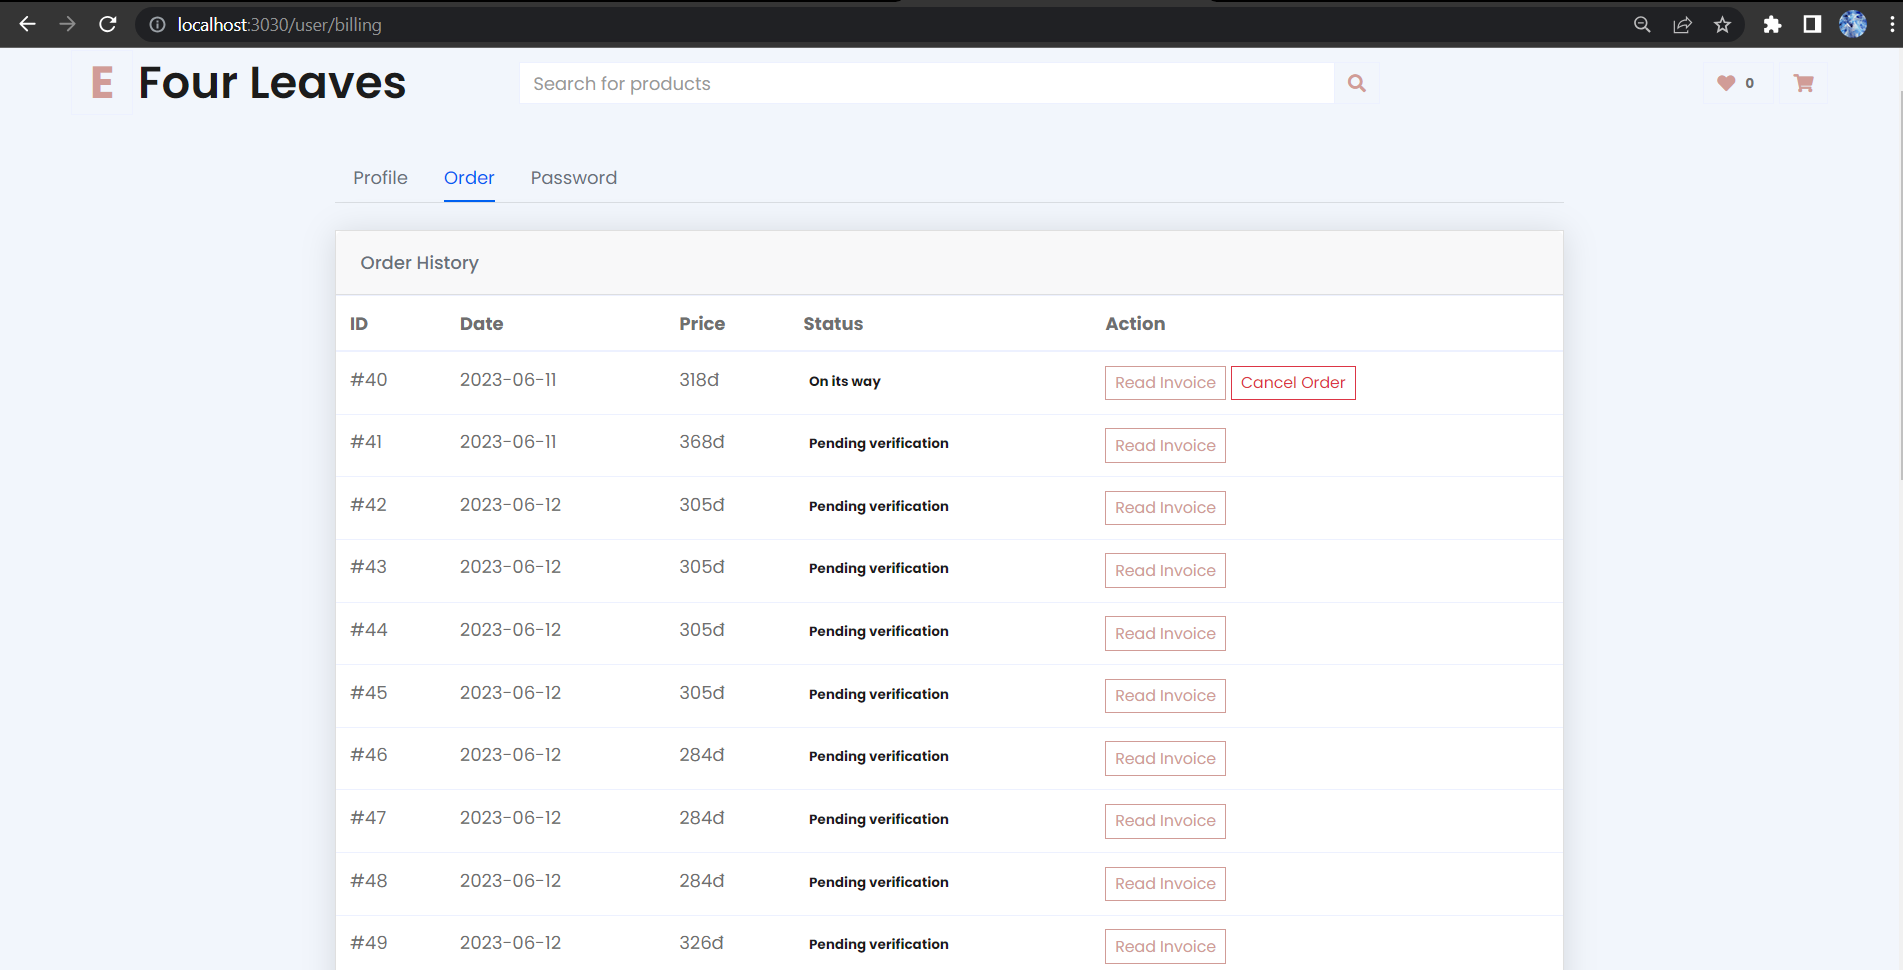 localhost:3030/user/billing
E Four Leaves Search for products 0
Profile Order Password
Order History
ID Date Price Status Action
#40 2023-06-11 318đ On its way Read Invoice Cancel Order
#41 2023-06-11 368đ Pending verification Read Invoice
#42 2023-06-12 305đ Pending verification Read Invoice
#43 2023-06-12 305đ Pending verification Read Invoice
#44 2023-06-12 305đ Pending verification Read Invoice
#45 2023-06-12 305đ Pending verification Read Invoice
#46 2023-06-12 284đ Pending verification Read Invoice
#47 2023-06-12 284đ Pending verification Read Invoice
#48 2023-06-12 284đ Pending verification Read Invoice
#49 2023-06-12 326đ Pending verification Read Invoice